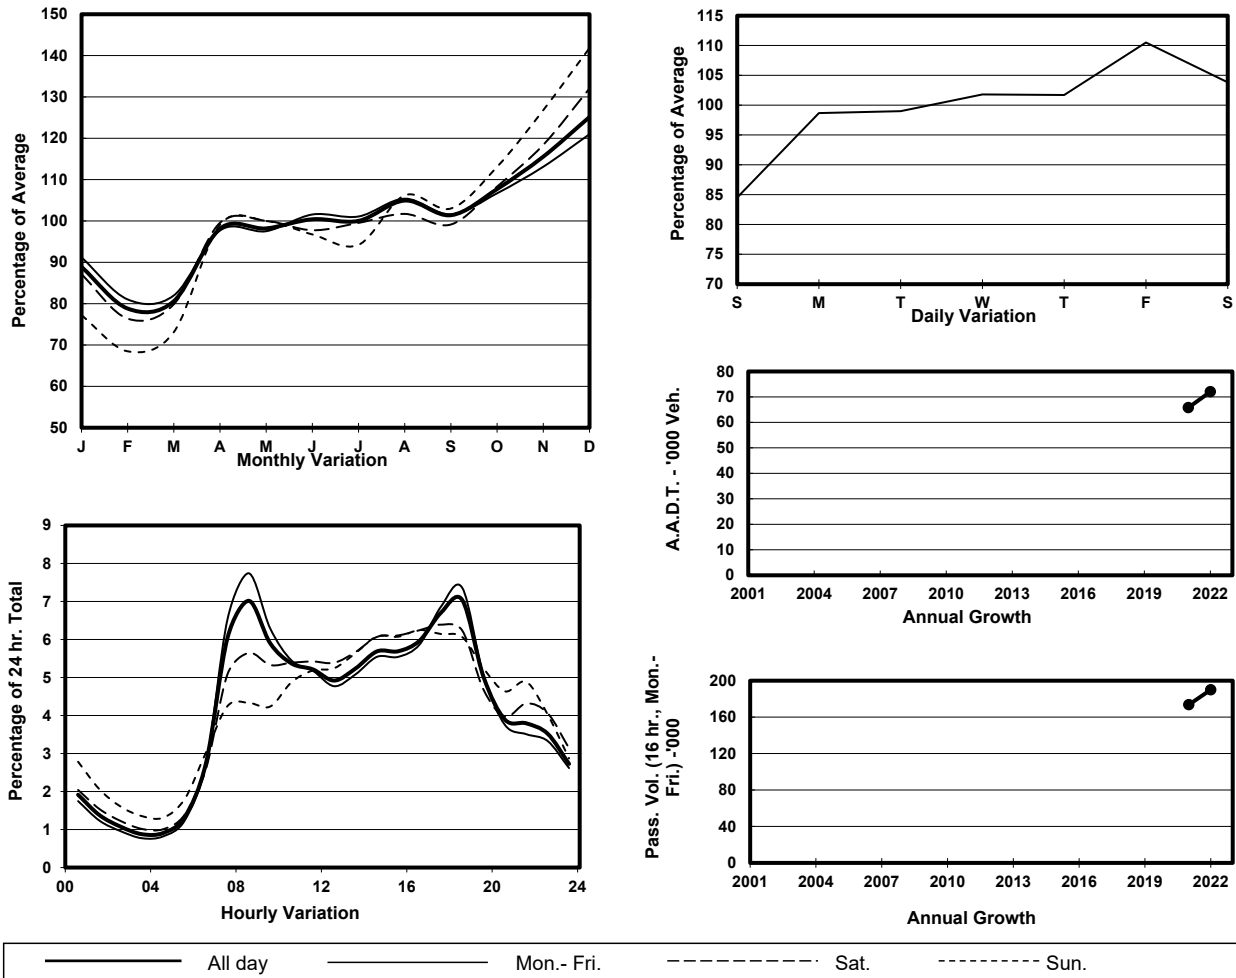 150
140
130
120
110
100
90
80
70
60
50
Percentage of Average
J F M A M J J A S O N D
Monthly Variation
115
110
105
100
95
90
85
80
75
70
Percentage of Average
S M T W T F S
Daily Variation
80
70
60
50
40
30
20
10
0
A.A.D.T. - '000 Veh.
2001 2004 2007 2010 2013 2016 2019 2022
Annual Growth
9
8
7
6
5
4
3
2
1
0
Percentage of 24 hr. Total
00 04 08 12 16 20 24
Hourly Variation
200
160
120
80
40
0
Pass. Vol. (16 hr., Mon.-
Fri.) -'000
2001 2004 2007 2010 2013 2016 2019 2022
Annual Growth
All day Mon.- Fri. Sat. Sun.